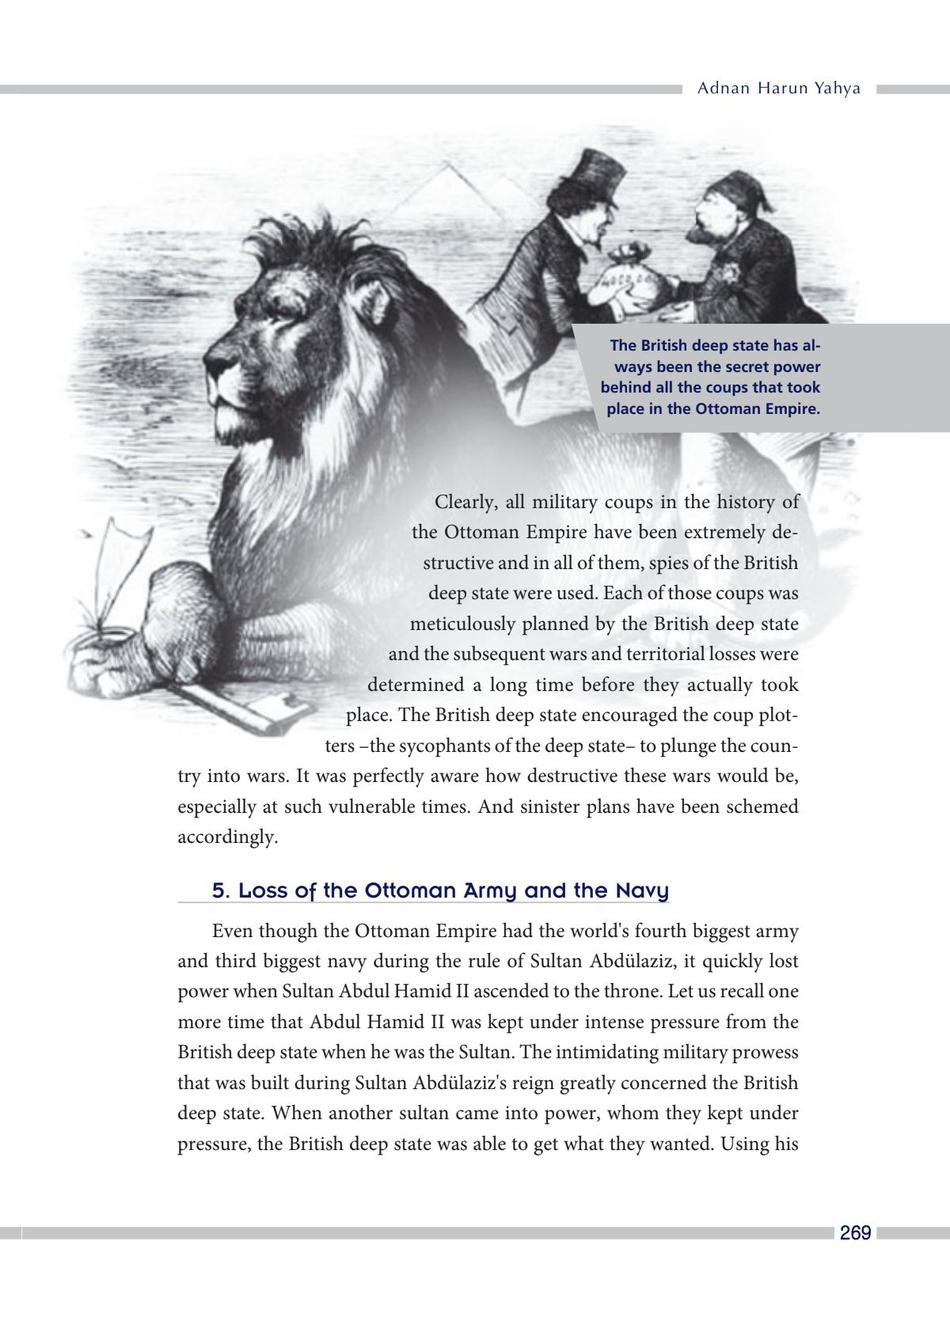 Adnan Harun Yahya
The British deep state has al-
ways been the secret power
behind all the coups that took
place in the Ottoman Empire.
Clearly, all military coups in the history of
the Ottoman Empire have been extremely de-
structive and in all of them, spies of the British
deep state were used. Each of those coups was
meticulously planned by the British deep state
and the subsequent wars and territorial losses were
determined a long time before they actually took
place. The British deep state encouraged the coup plot-
ters –the sycophants of the deep state– to plunge the coun-
try into wars. It was perfectly aware how destructive these wars would be,
especially at such vulnerable times. And sinister plans have been schemed
accordingly.
5. Loss of the Ottoman Army and the Navy
Even though the Ottoman Empire had the world's fourth biggest army
and third biggest navy during the rule of Sultan Abdülaziz, it quickly lost
power when Sultan Abdul Hamid II ascended to the throne. Let us recall one
more time that Abdul Hamid II was kept under intense pressure from the
British deep state when he was the Sultan. The intimidating military prowess
that was built during Sultan Abdülaziz's reign greatly concerned the British
deep state. When another sultan came into power, whom they kept under
pressure, the British deep state was able to get what they wanted. Using his
269